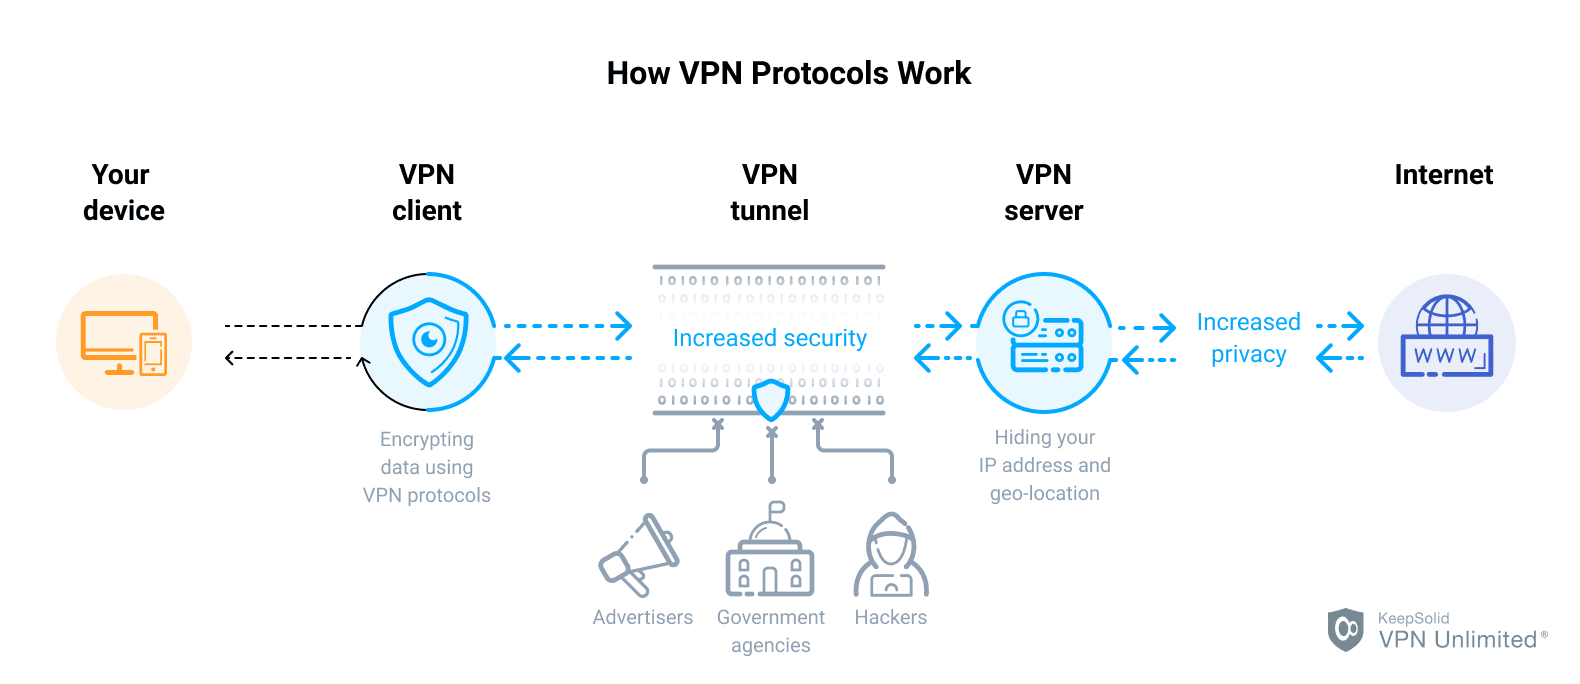 How VPN Protocols Work
Your
device
VPN
client
VPN
tunnel
VPN
server
Internet
I0I0I0I0I0I0I0I0
Increased security
Increased
privacy
WWW
Encrypting
data using
VPN protocols
Hiding your
IP address and
geo-location
Advertisers
Government
agencies
Hackers
KeepSolid
VPN Unlimited®